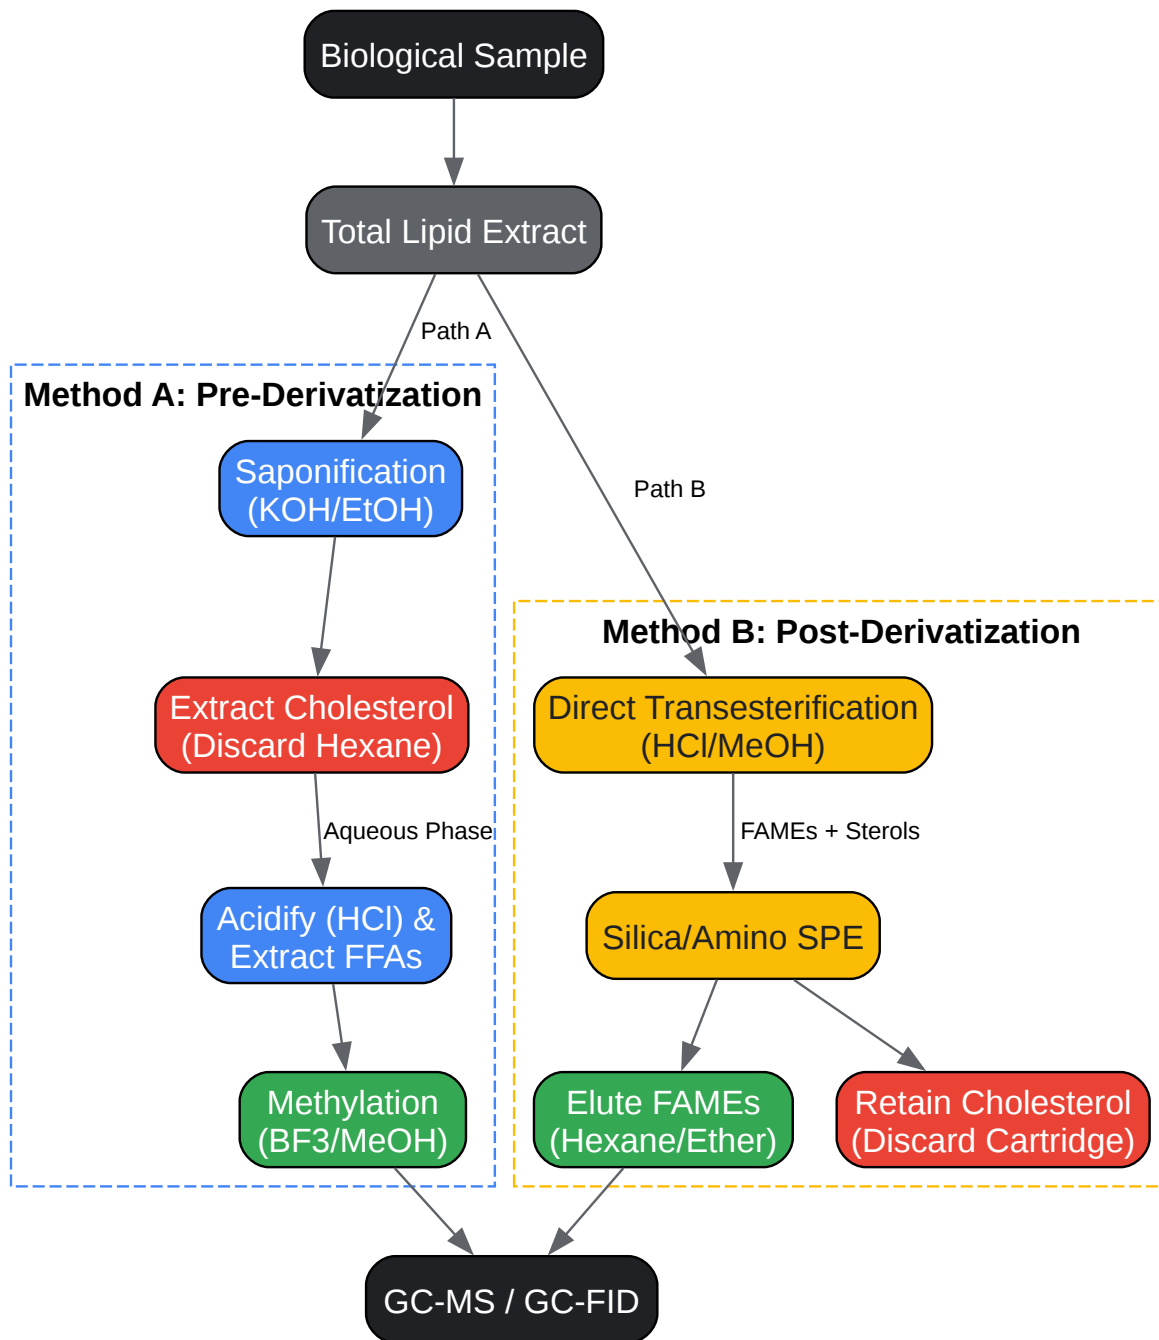 Biological Sample
Total Lipid Extract
Path A
Method A: Pre-Derivatization
Saponification
(KOH/EtOH)
Path B
Extract Cholesterol
(Discard Hexane)
Aqueous Phase
Acidify (HCl) &
Extract FFAs
Methylation
(BF3/MeOH)
Method B: Post-Derivatization
Direct Transesterification
(HCl/MeOH)
FAMEs + Sterols
Silica/Amino SPE
Elute FAMEs
(Hexane/Ether)
Retain Cholesterol
(Discard Cartridge)
GC-MS / GC-FID